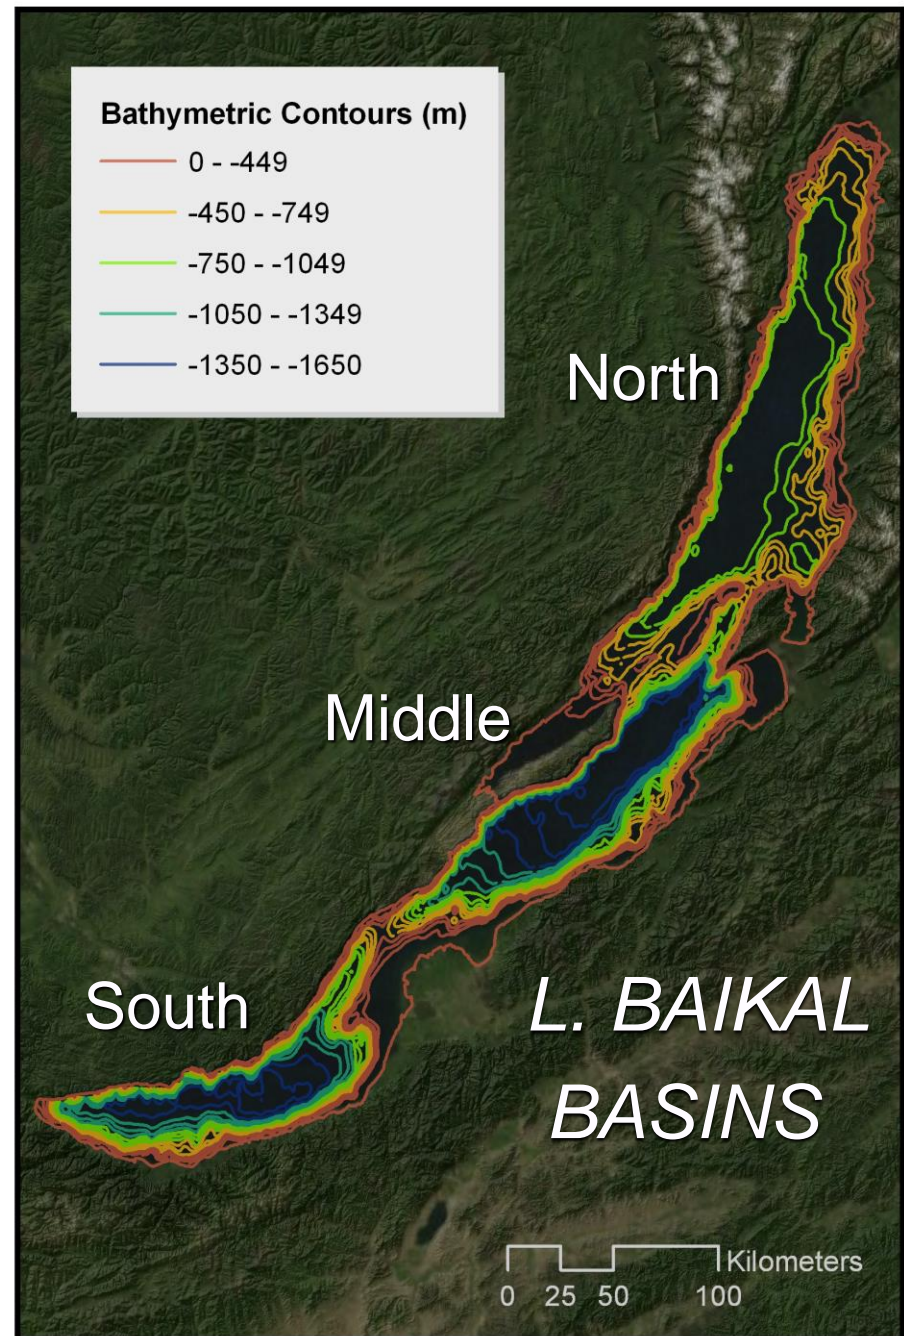 Bathymetric Contours (m)
0 - -449
-450 - -749
-750 - -1049
-1050 - -1349
-1350 - -1650
North
Middle
South
L. BAIKAL
BASINS
Kilometers
0 25 50 100